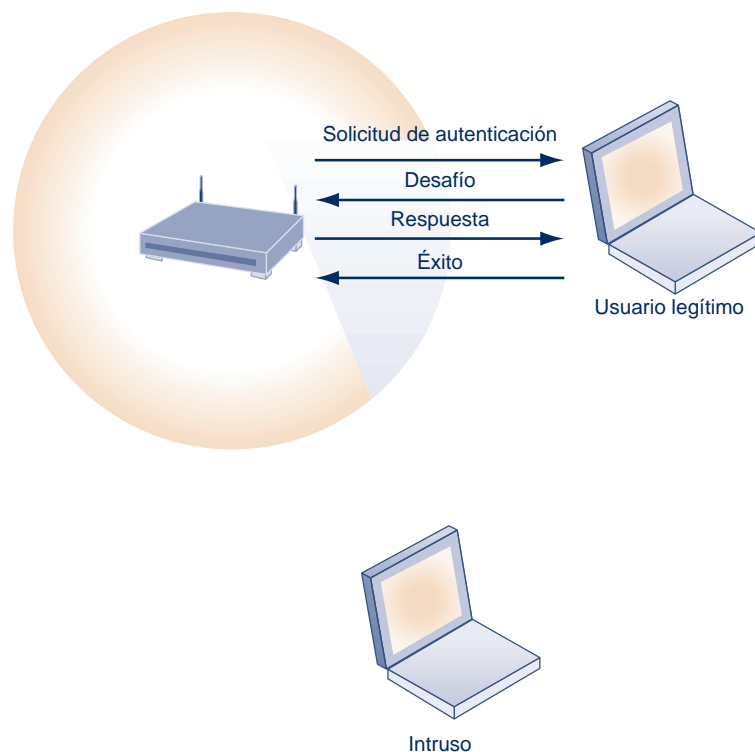 Solicitud de autenticación
Desafío
Respuesta
Éxito
Usuario legítimo
Intruso